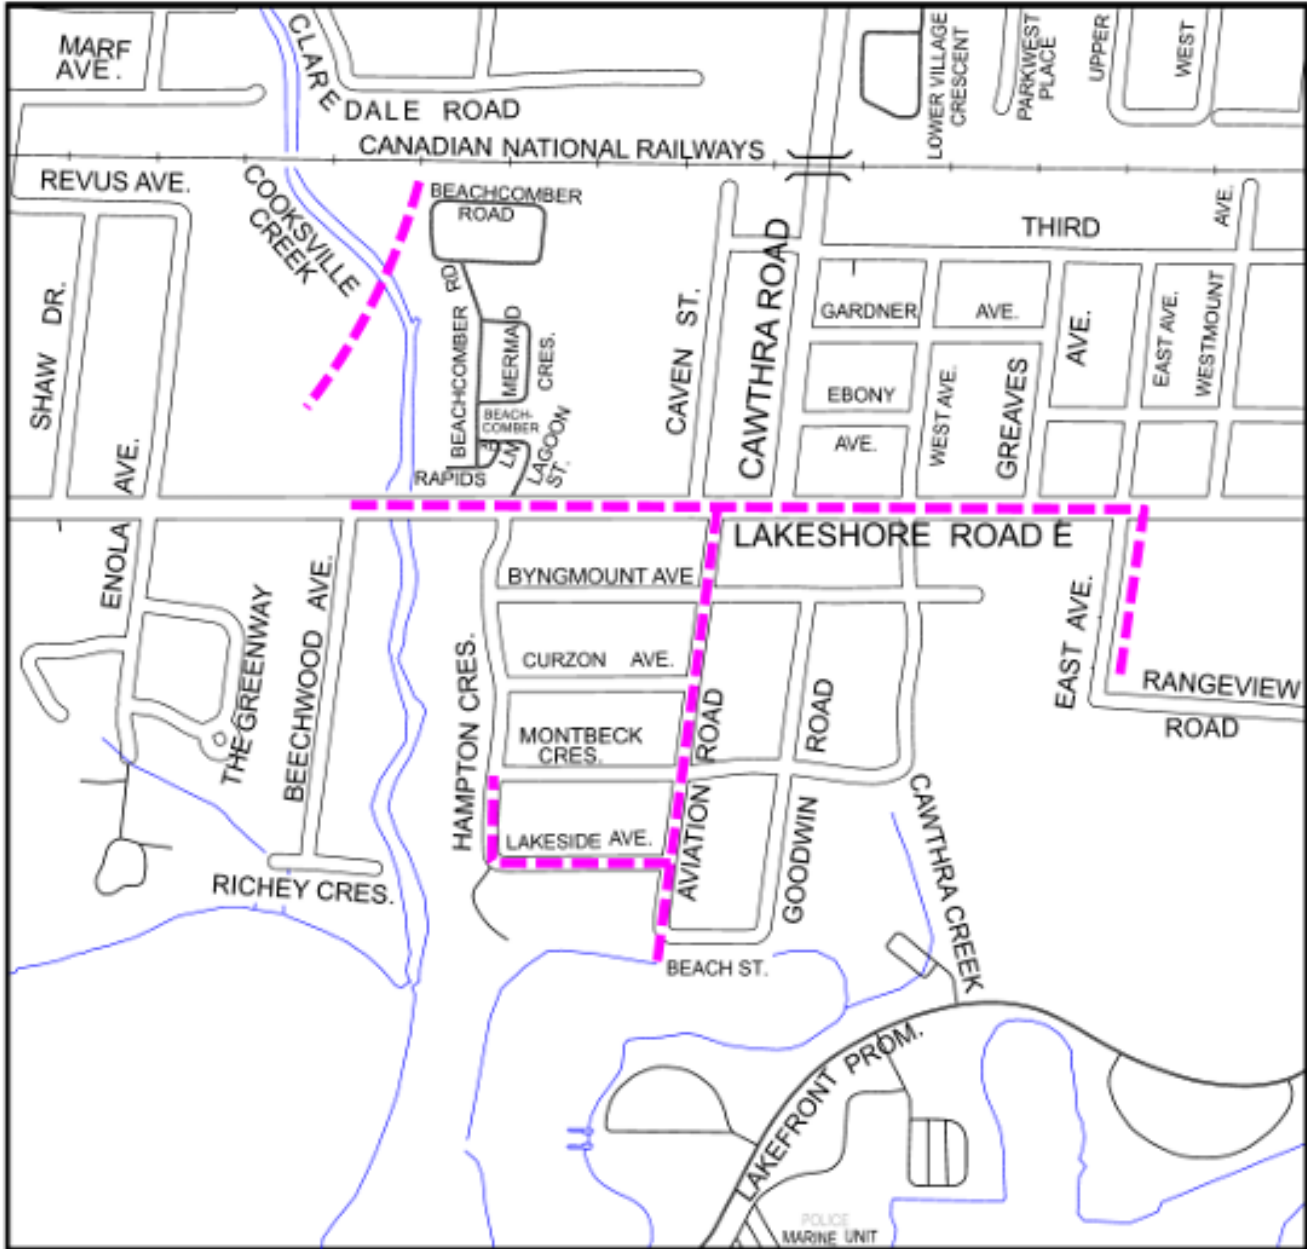 MARF
AVE.
CLARE
DALE ROAD
CANADIAN NATIONAL RAILWAYS
LOWER VILLAGE
CRESCENT
PARKWEST
PLACE
UPPER
WEST
REVUS AVE.
COOKSVILLE
CREEK
BEACHCOMBER
ROAD
THIRD
AVE.
SHAW DR.
BEACHCOMBER RD
MERMAID
CRES.
CAVEN ST.
CAWTHRA ROAD
GARDNER AVE.
EBONY
AVE.
WEST AVE.
GREAVES AVE.
EAST AVE.
WESTMOUNT
BEACH-
COMBER
RD
LN
LAGOON
ST.
RAPIDS
ENOLA AVE.
LAKESHORE ROAD E
BYNGMOUNT AVE
THE GREENWAY
BEECHWOOD AVE.
HAMPTON CRES.
CURZON AVE.
MONTBECK
CRES.
LAKESIDE AVE.
AVIATION ROAD
GOODWIN ROAD
EAST AVE.
RANGEVIEW
ROAD
RICHEY CRES.
CAWTHRA CREEK
BEACH ST.
LAKEFRONT PROM.
POLICE
MARINE UNIT